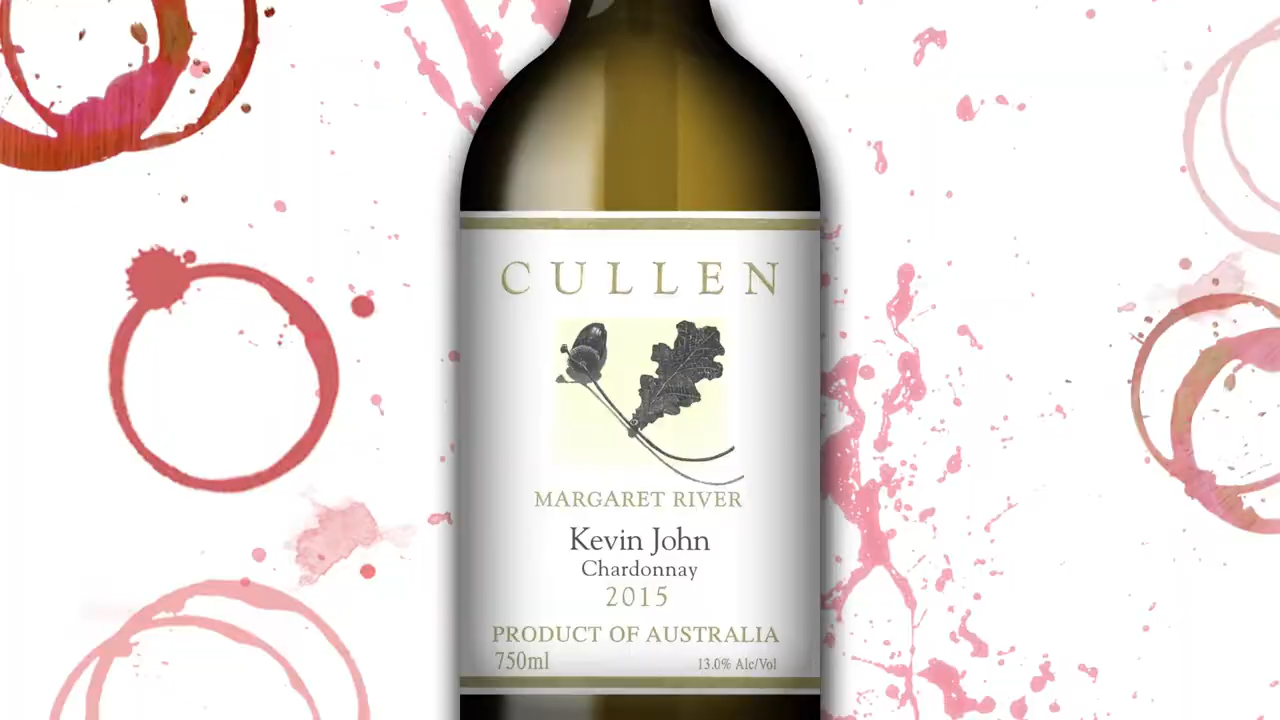 CULLEN
MARGARET RIVER
Kevin John
Chardonnay
2015
PRODUCT OF AUSTRALIA
750ml 13.0% Alc/Vol